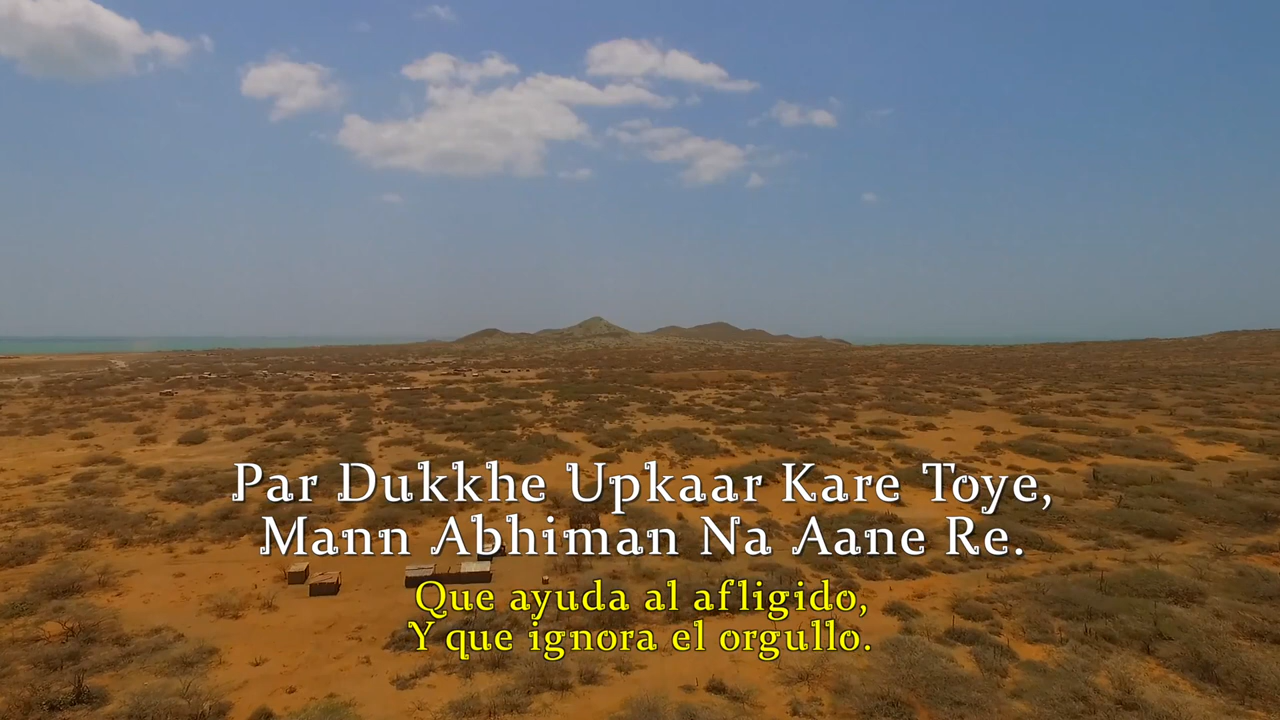 Par Dukkhe Upkaar Kare Toye,
Mann Abhiman Na Aane Re.
Que ayuda al afligido,
Y que ignora el orgullo.